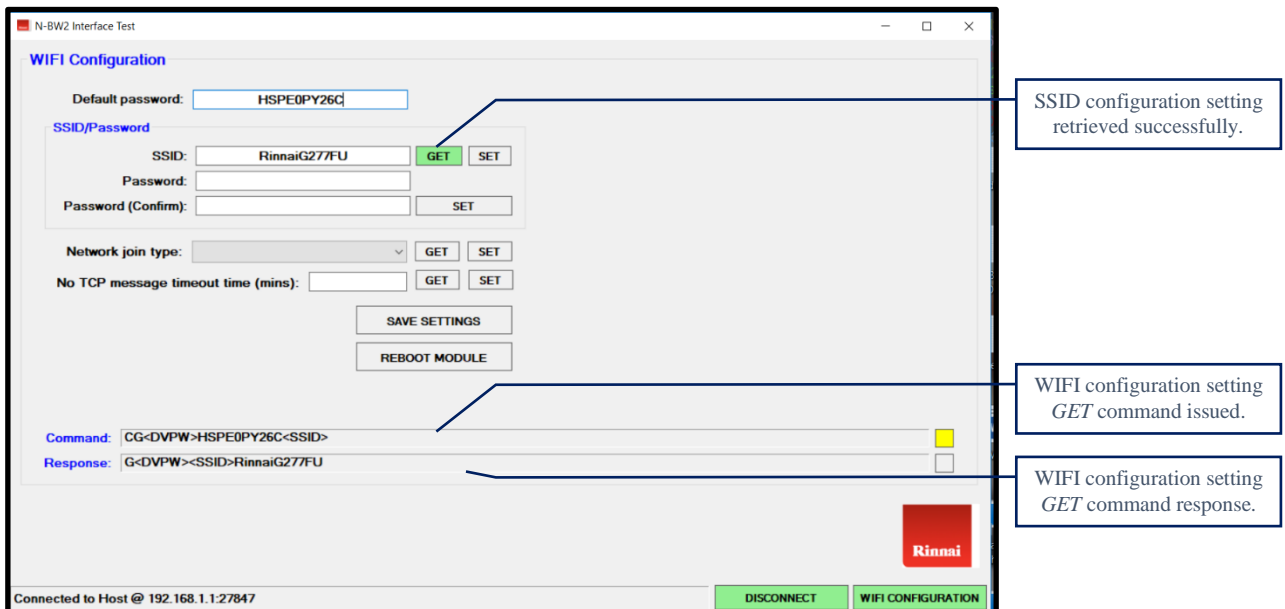 N-BW2 Interface Test
WIFI Configuration
Default password: HSPE0PY26C
SSID/Password
SSID: RinnaiG277FU GET SET
Password:
Password (Confirm): SET
Network join type: GET SET
No TCP message timeout time (mins): GET SET
SAVE SETTINGS
REBOOT MODULE
Command: CG<DVPW>HSPE0PY26C<SSID>
Response: G<DVPW><SSID>RinnaiG277FU
Rinnai
Connected to Host @ 192.168.1.1:27847 DISCONNECT WIFI CONFIGURATION
SSID configuration setting
retrieved successfully.
WIFI configuration setting
GET command issued.
WIFI configuration setting
GET command response.